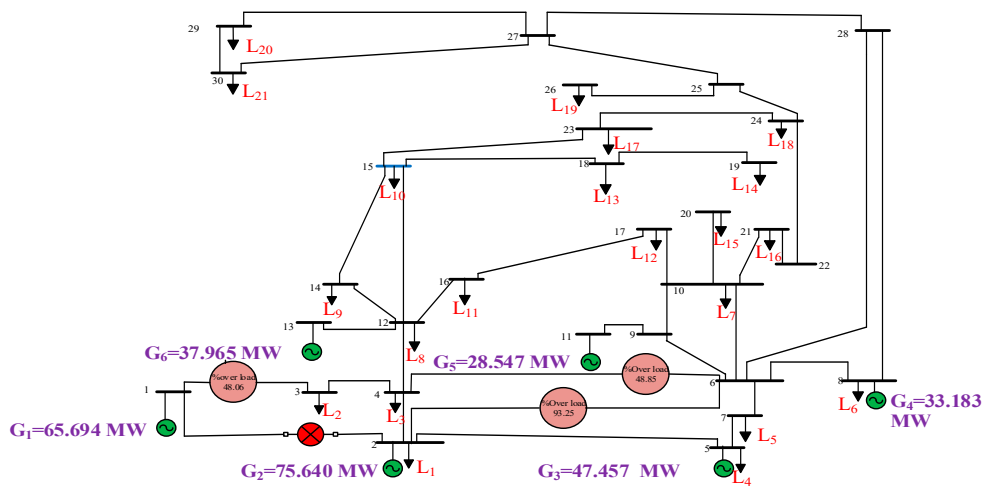 29
L20
27
28
30
L21
26
L19
25
23
L17
24
L18
15
L10
18
L13
19
L14
20
L15
17
L12
21
L16
22
14
L9
16
L11
10
L7
13
12
L8
11
9
G6=37.965 MW
G5=28.547 MW
%over load
48.06
%Over load
48.85
1
3
L2
4
L3
6
8
L6
G4=33.183
MW
%Over load
93.25
7
L5
G1=65.694 MW
2
L1
5
L4
G2=75.640 MW
G3=47.457 MW